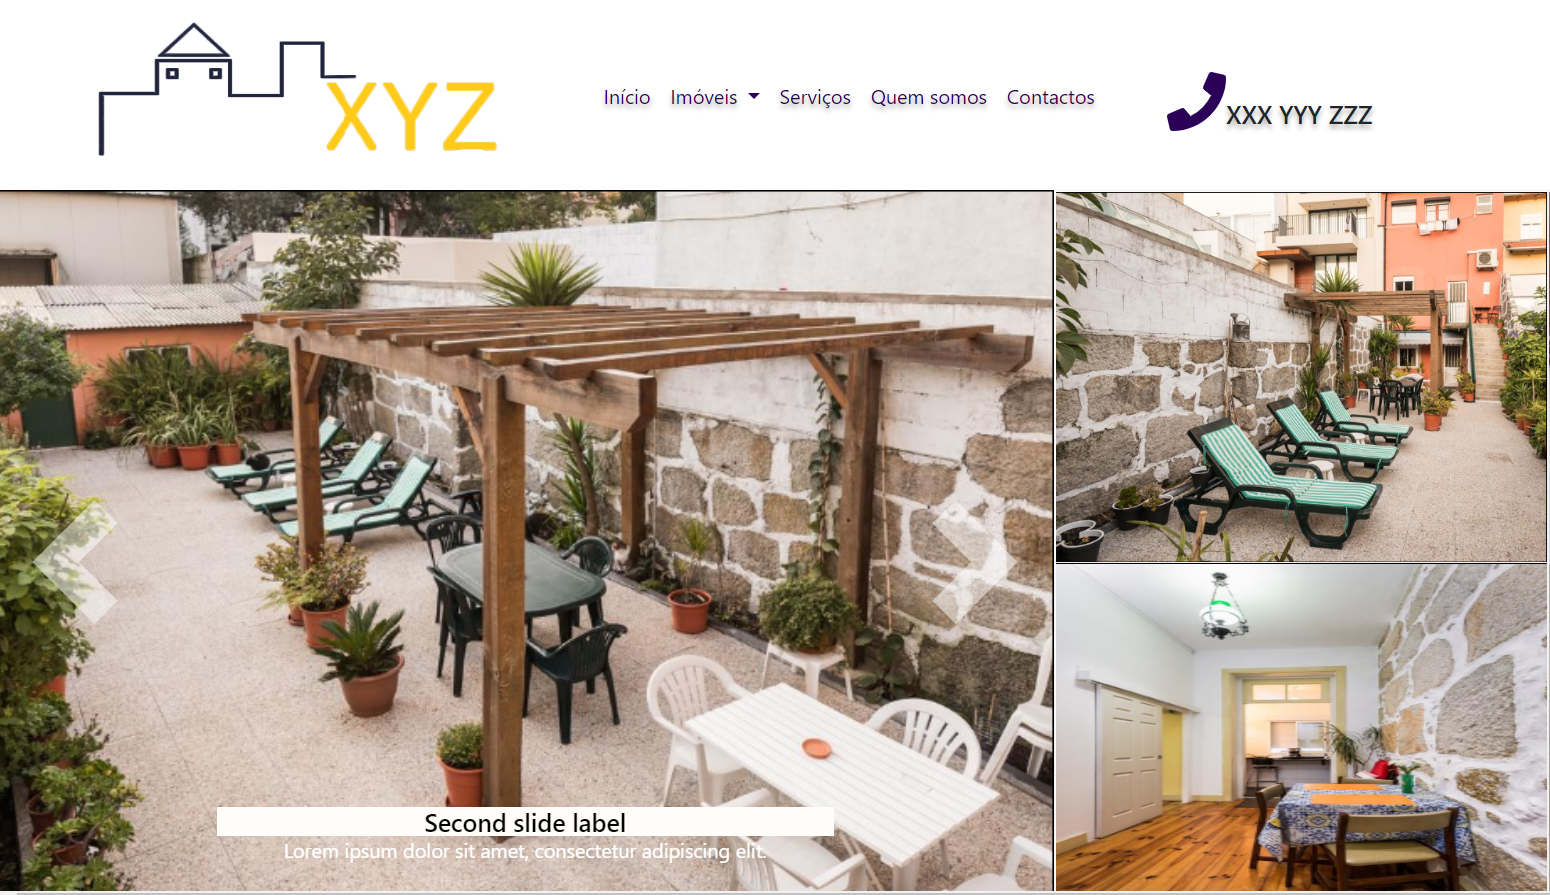 XYZ
Início Imóveis Serviços Quem somos Contactos
XXX YYY ZZZ
Second slide label
Lorem ipsum dolor sit amet, consectetur adipiscing elit.